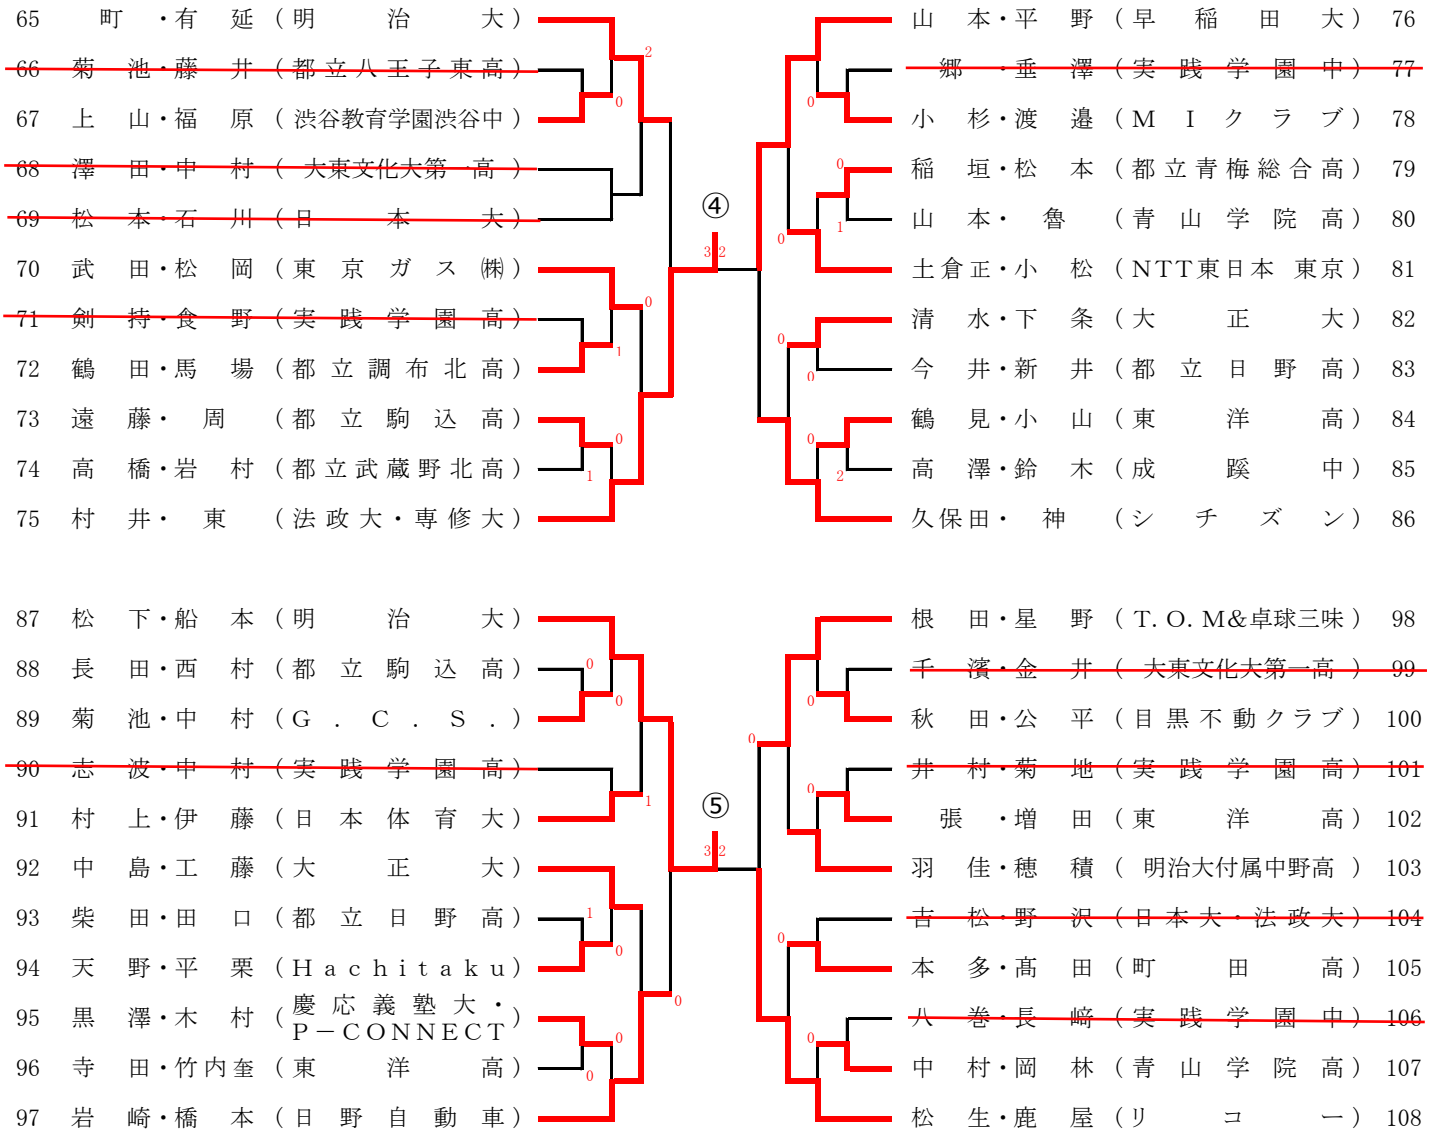 65 町・有延（明治大）
66 菊池・藤井（都立八王子東高）
67 上山・福原（渋谷教育学園渋谷中）
68 澤田・中村（大東文化大第一高）
69 松本・石川（日本大）
70 武田・松岡（東京ガス㈱）
71 剣持・食野（実践学園高）
72 鶴田・馬場（都立調布北高）
73 遠藤・周（都立駒込高）
74 高橋・岩村（都立武蔵野北高）
75 村井・東（法政大・専修大）
2
0
0
1
0
0
1
④
3 2
山本・平野（早稲田大） 76
郷・垂澤（実践学園中） 77
小杉・渡邉（MIクラブ） 78
稲垣・松本（都立青梅総合高） 79
山本・魯（青山学院高） 80
土倉正・小松（NTT東日本 東京） 81
清水・下条（大正大） 82
今井・新井（都立日野高） 83
鶴見・小山（東洋高） 84
高澤・鈴木（成蹊中） 85
久保田・神（シチズン） 86
0
0
1
0
0
0
0
2
87 松下・船本（明治大）
88 長田・西村（都立駒込高）
89 菊池・中村（G.C.S.）
90 志波・中村（実践学園高）
91 村上・伊藤（日本体育大）
92 中島・工藤（大正大）
93 柴田・田口（都立日野高）
94 天野・平栗（Hachitaku）
95 黒澤・木村（慶応義塾大・
P－CONNECT）
96 寺田・竹内奎（東洋高）
97 岩崎・橋本（日野自動車）
0
0
1
1
0
0
0
0
⑤
3 2
根田・星野（T.O.M&卓球三味） 98
千濱・金井（大東文化大第一高） 99
秋田・公平（目黒不動クラブ） 100
井村・菊地（実践学園高） 101
張・増田（東洋高） 102
羽佳・穂積（明治大付属中野高） 103
吉松・野沢（日本大・法政大） 104
本多・髙田（町田高） 105
八巻・長﨑（実践学園中） 106
中村・岡林（青山学院高） 107
松生・鹿屋（リコー） 108
0
0
0
0
0